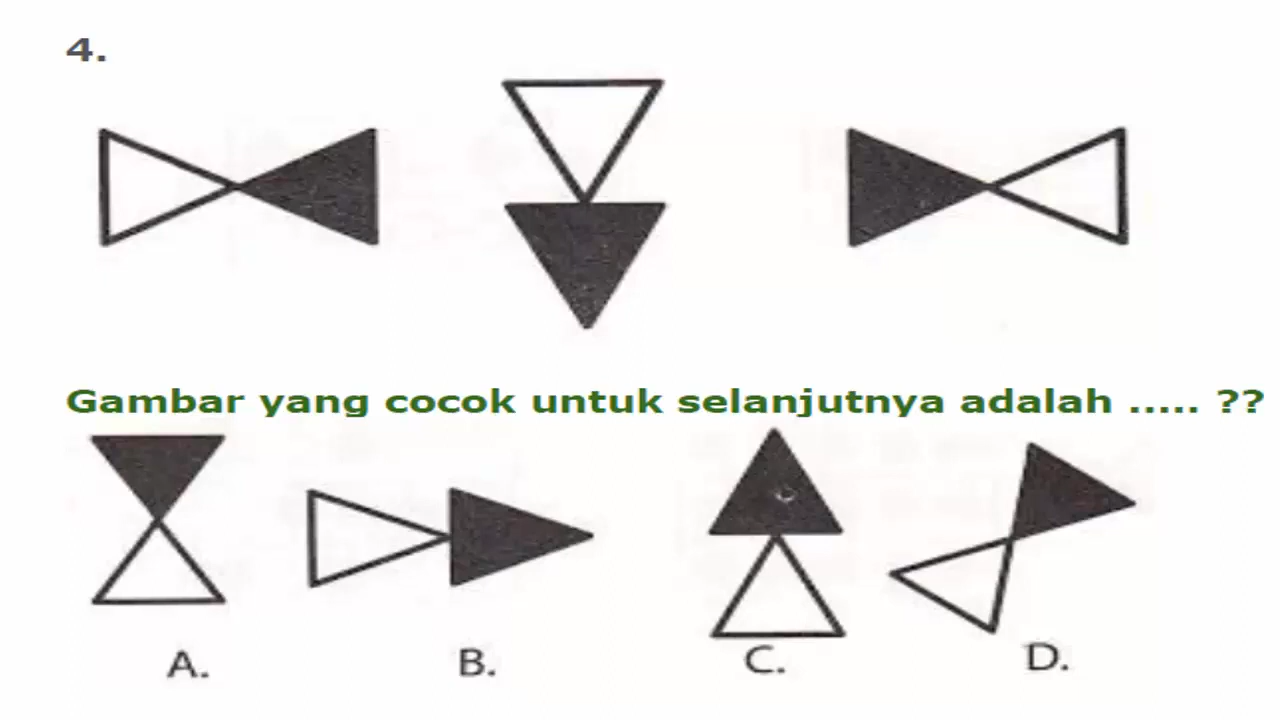 4.
Gambar yang cocok untuk selanjutnya adalah ..... ??
A. B. C. D.